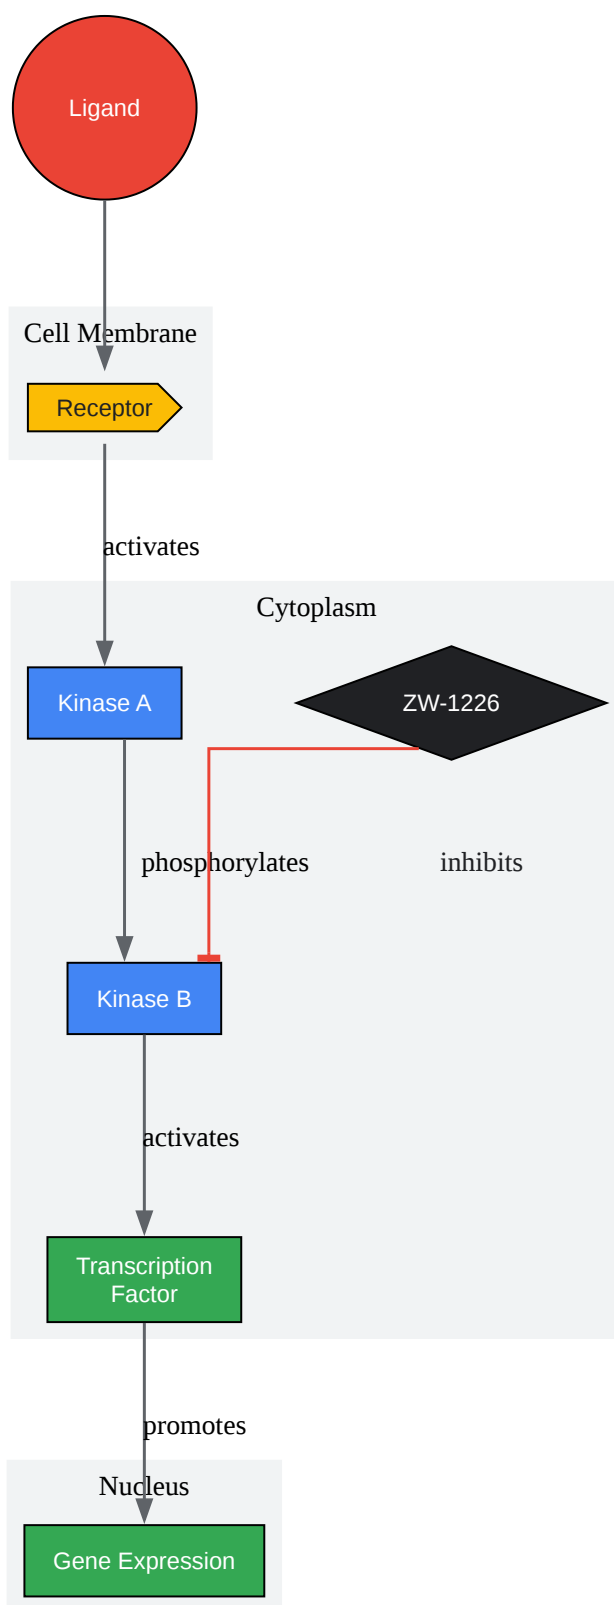 Ligand
Cell Membrane
Receptor
activates
Cytoplasm
Kinase A
ZW-1226
phosphorylates
inhibits
Kinase B
activates
Transcription
Factor
promotes
Nucleus
Gene Expression